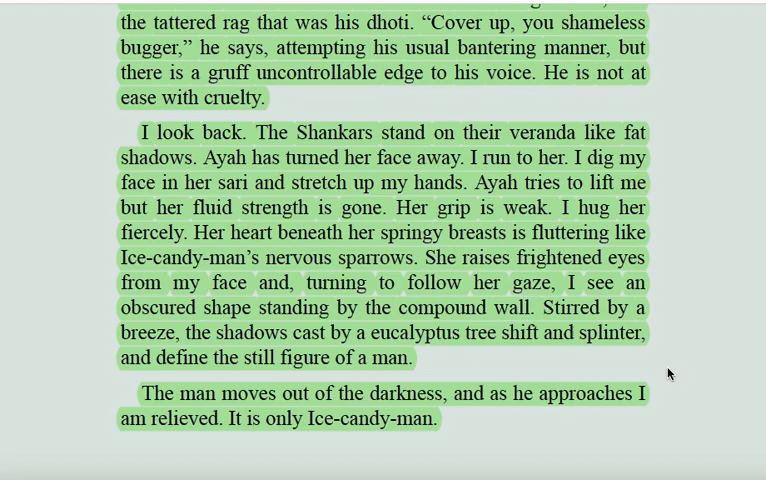 the tattered rag that was his dhoti. “Cover up, you shameless
bugger,” he says, attempting his usual bantering manner, but
there is a gruff uncontrollable edge to his voice. He is not at
ease with cruelty.
I look back. The Shankars stand on their veranda like fat
shadows. Ayah has turned her face away. I run to her. I dig my
face in her sari and stretch up my hands. Ayah tries to lift me
but her fluid strength is gone. Her grip is weak. I hug her
fiercely. Her heart beneath her springy breasts is fluttering like
Ice-candy-man’s nervous sparrows. She raises frightened eyes
from my face and, turning to follow her gaze, I see an
obscured shape standing by the compound wall. Stirred by a
breeze, the shadows cast by a eucalyptus tree shift and splinter,
and define the still figure of a man.
The man moves out of the darkness, and as he approaches I
am relieved. It is only Ice-candy-man.